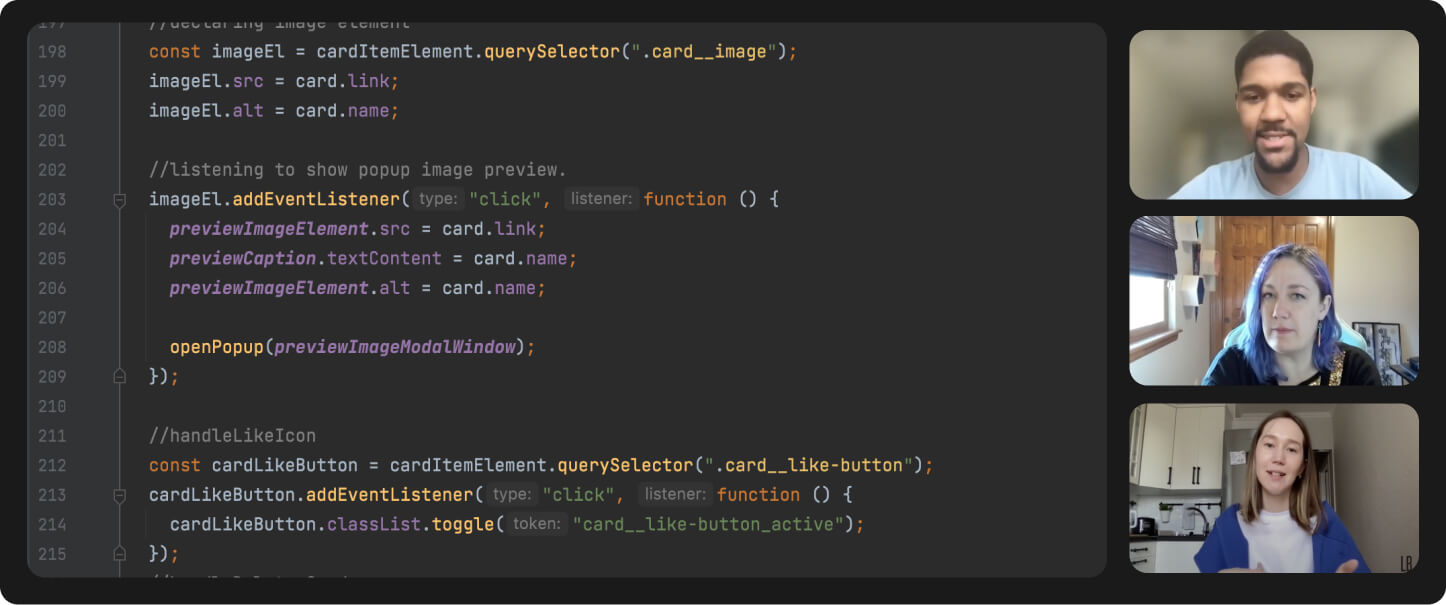 197 //declaring image element
198 const imageEl = cardItemElement.querySelector(".card__image");
199 imageEl.src = card.link;
200 imageEl.alt = card.name;
201
202 //listening to show popup image preview.
203 imageEl.addEventListener( type: "click", listener: function () {
204 previewImageElement.src = card.link;
205 previewCaption.textContent = card.name;
206 previewImageElement.alt = card.name;
207
208 openPopup(previewImageModalWindow);
209 });
210
211 //handleLikeIcon
212 const cardLikeButton = cardItemElement.querySelector(".card__like-button");
213 cardLikeButton.addEventListener( type: "click", listener: function () {
214 cardLikeButton.classList.toggle( token: "card__like-button_active");
215 });
LR